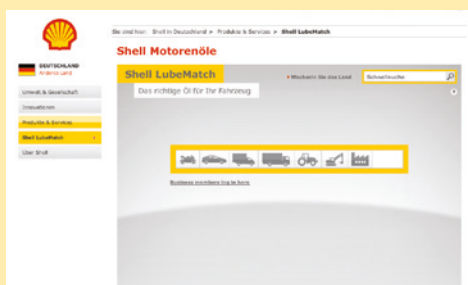 Sie sind hier: Shell in Deutschland > Produkte & Services > Shell LubeMatch
Shell Motorenöle
DEUTSCHLAND
Anderes Land
Umwelt & Gesellschaft
Innovationen
Produkte & Services
Shell LubeMatch
Über Shell
Shell LubeMatch
Wechseln Sie das Land
Schnellsuche
Das richtige Öl für Ihr Fahrzeug
Business members log in here